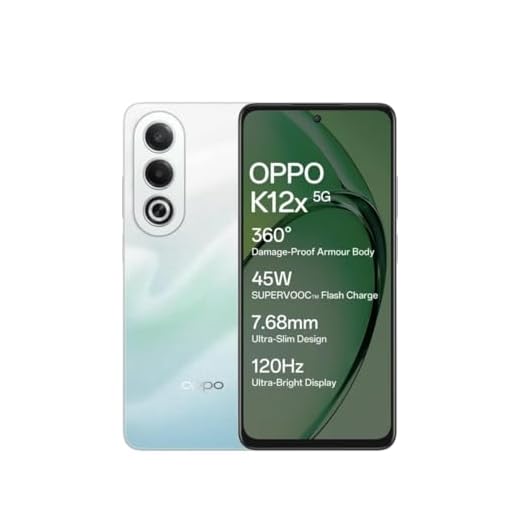 OPPO
K12x 5G
360°
Damage-Proof Armour Body
45W
SUPERVOOC™ Flash Charge
7.68mm
Ultra-Slim Design
120Hz
Ultra-Bright Display
oppo